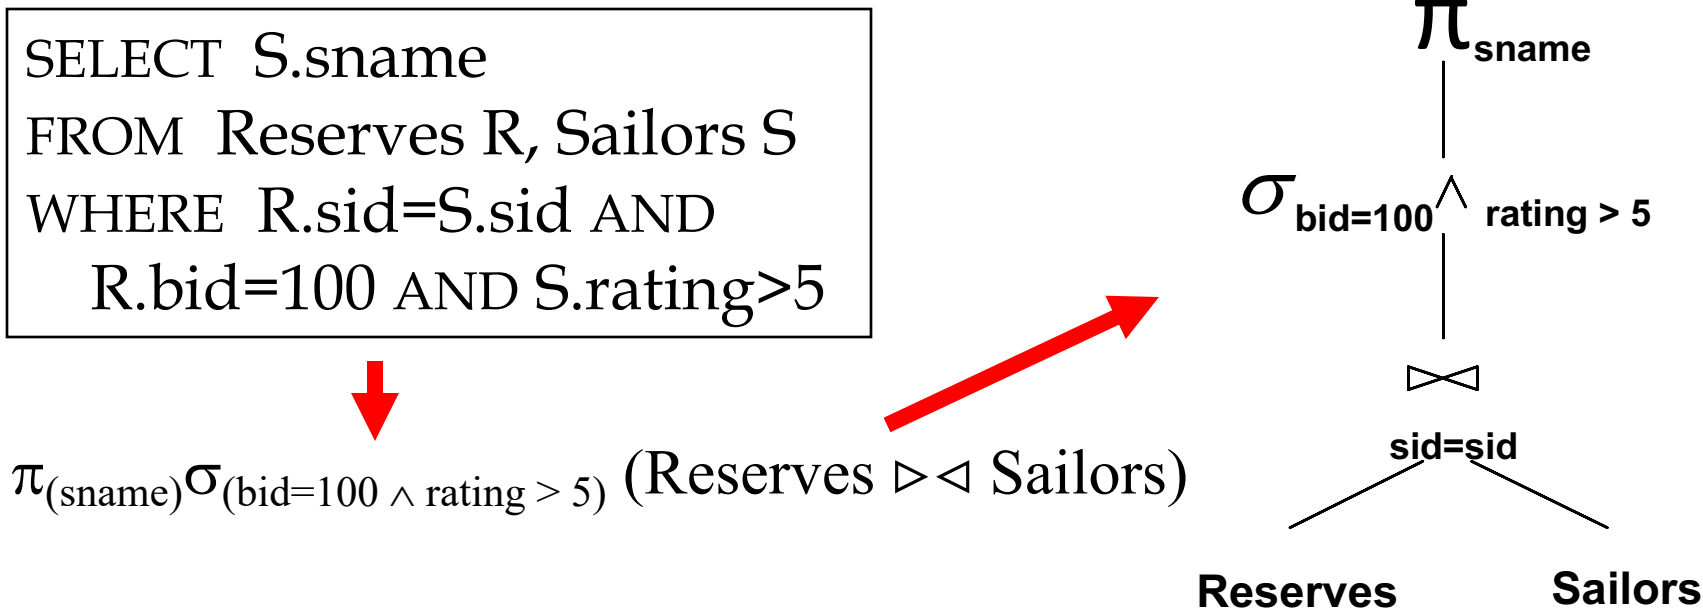 SELECT S.sname
FROM Reserves R, Sailors S
WHERE R.sid=S.sid AND
R.bid=100 AND S.rating>5
π(sname)σ(bid=100 ∧ rating > 5) (Reserves ▷◁ Sailors)
π sname
σ bid=100 ∧ rating > 5
⋈
sid=sid
Reserves Sailors